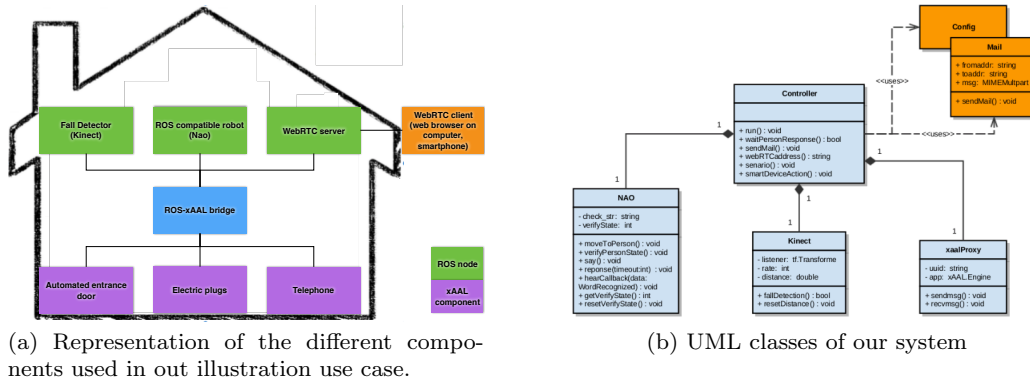 Fall Detector
(Kinect)
ROS compatible robot
(Nao)
WebRTC server
WebRTC client
(web browser on
computer,
smartphone)
ROS-xAAL bridge
Automated entrance
door
Electric plugs
Telephone
ROS node
xAAL
component
(a) Representation of the different compo-
nents used in out illustration use case.
Config
Mail
+ fromaddr: string
+ toaddr: string
+ msg: MIMEMultpart
+ sendMail() : void
<<uses>>
<<uses>>
Controller
+ run() : void
+ waitPersonResponse() : bool
+ sendMail() : void
+ webRTCaddress() : string
+ senario() : void
+ smartDeviceAction() : void
1
1
1
1
1
1
NAO
- check_str: string
- verifyState: int
+ moveToPerson() : void
+ verifyPersonState() : void
+ say() : void
+ reponse(timeout:int) : void
+ hearCallback(data:
WordRecognized) : void
+ getVerifyState() : int
+ resetVerifyState() : void
Kinect
- listener: tf.Transforme
- rate: int
- distance: double
+ fallDetection() : bool
+ resetDistance() : void
xaalProxy
- uuid: string
- app: xAAL.Engine
+ sendmsg() : void
+ recvmsg() : void
(b) UML classes of our system